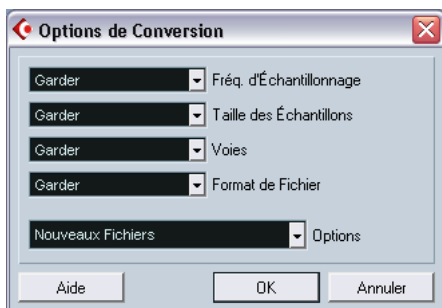 Options de Conversion
Garder Fréq. d'Échantillonnage
Garder Taille des Échantillons
Garder Voies
Garder Format de Fichier
Nouveaux Fichiers Options
Aide OK Annuler